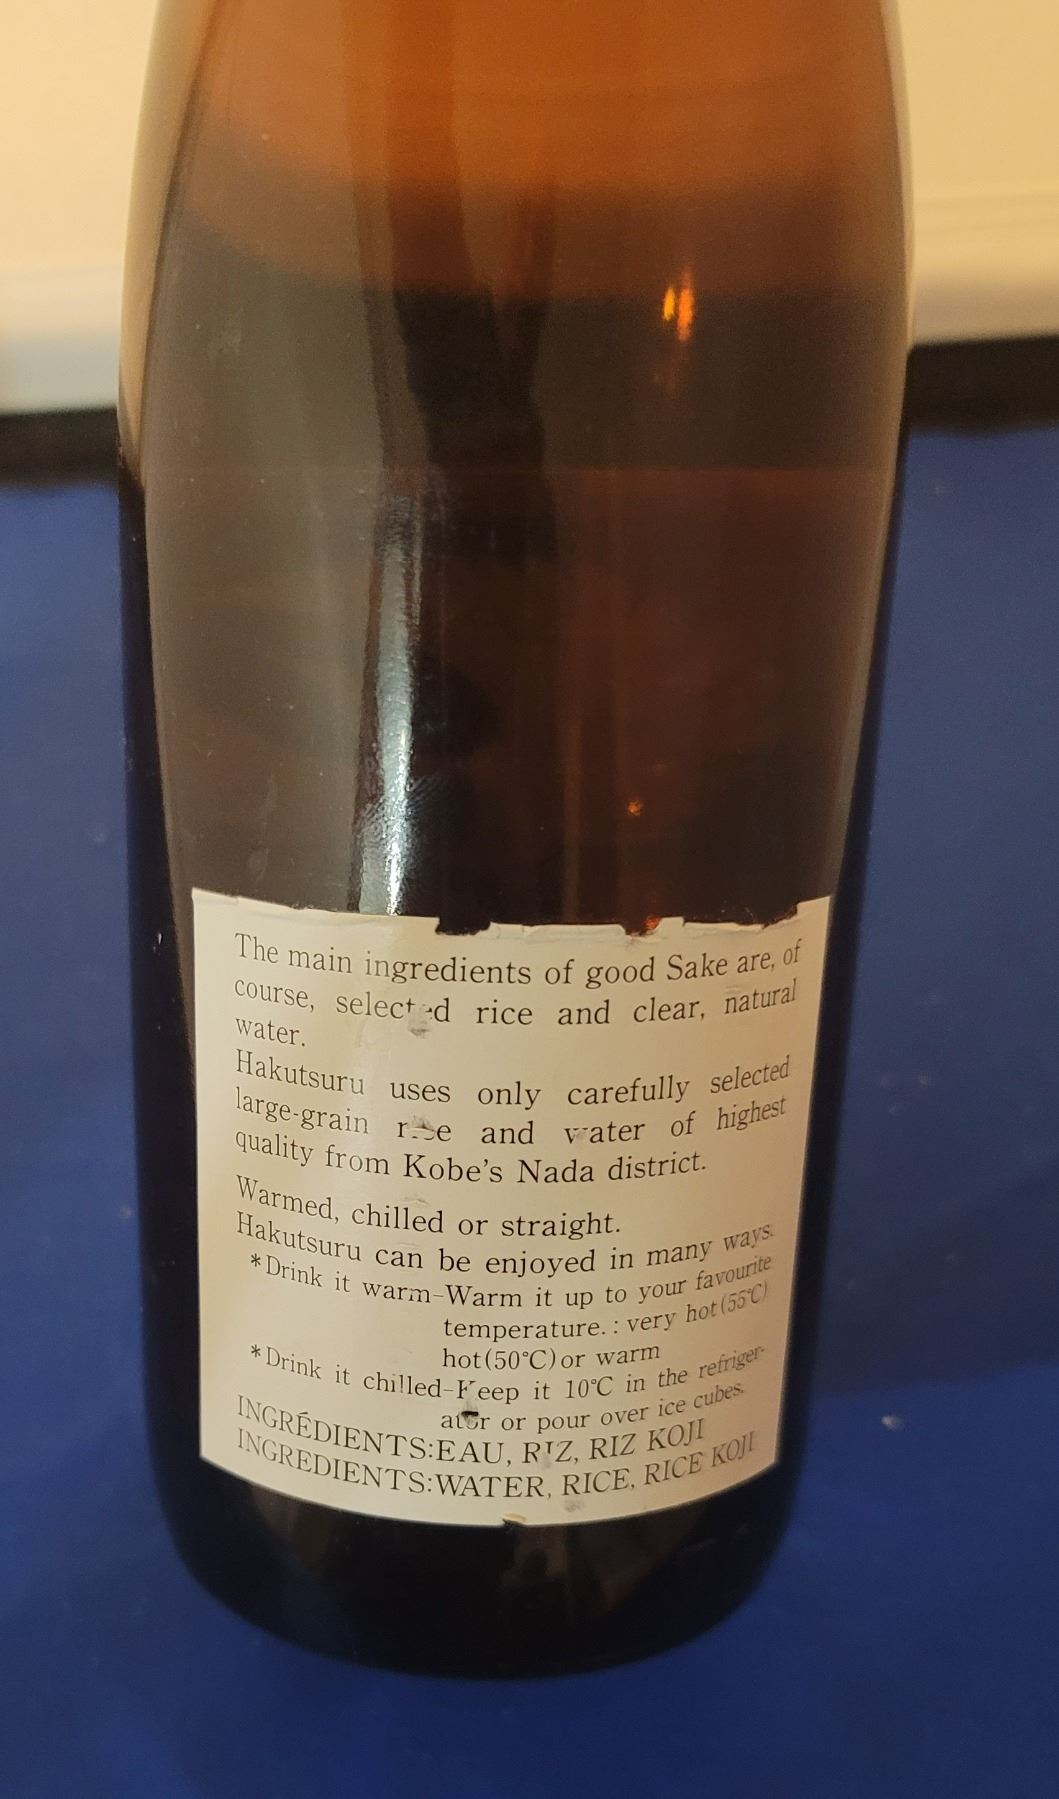 The main ingredients of good Sake are, of
course, selected rice and clear, natural
water.
Hakutsuru uses only carefully selected
large-grain rice and water of highest
quality from Kobe's Nada district.
Warmed, chilled or straight.
Hakutsuru can be enjoyed in many ways.
*Drink it warm-Warm it up to your favourite
temperature. : very hot(55℃)
hot(50℃)or warm
*Drink it chilled-Keep it 10℃ in the refriger-
ator or pour over ice cubes.
INGRÉDIENTS:EAU, RIZ, RIZ KOJI
INGREDIENTS:WATER, RICE, RICE KOJI